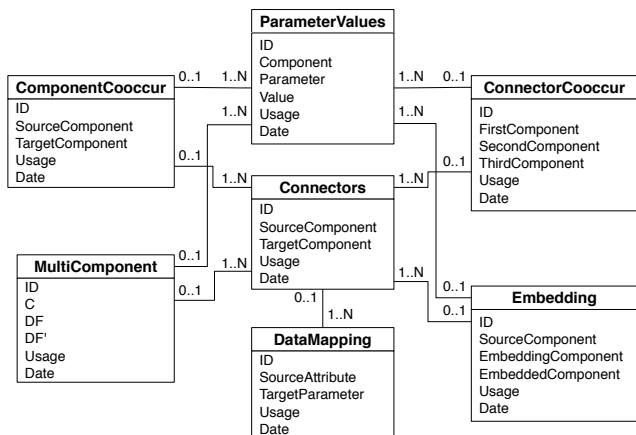 ParameterValues
ID
Component
Parameter
Value
Usage
Date
ComponentCooccur
ID
SourceComponent
TargetComponent
Usage
Date
ConnectorCooccur
ID
FirstComponent
SecondComponent
ThirdComponent
Usage
Date
Connectors
ID
SourceComponent
TargetComponent
Usage
Date
MultiComponent
ID
C
DF
DF'
Usage
Date
Embedding
ID
SourceComponent
EmbeddingComponent
EmbeddedComponent
Usage
Date
DataMapping
ID
SourceAttribute
TargetParameter
Usage
Date
0..1
1..N
1..N
0..1
1..N
1..N
0..1
1..N
1..N
0..1
0..1
0..1
1..N
1..N
0..1
0..1
0..1
1..N